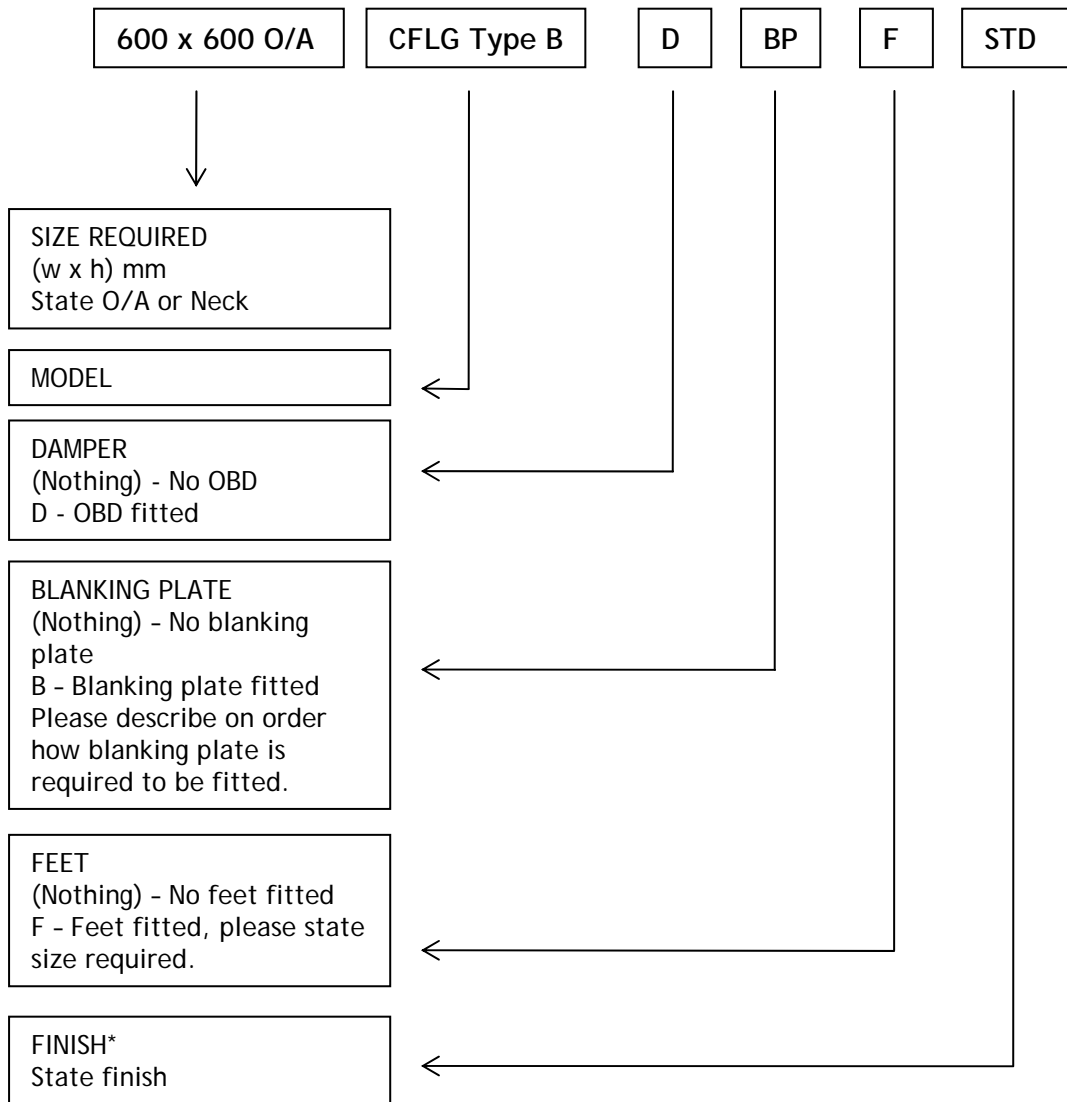 600 x 600 O/A CFLG Type B D BP F STD
SIZE REQUIRED
(w x h) mm
State O/A or Neck
MODEL
DAMPER
(Nothing) - No OBD
D - OBD fitted
BLANKING PLATE
(Nothing) – No blanking
plate
B – Blanking plate fitted
Please describe on order
how blanking plate is
required to be fitted.
FEET
(Nothing) – No feet fitted
F – Feet fitted, please state
size required.
FINISH*
State finish